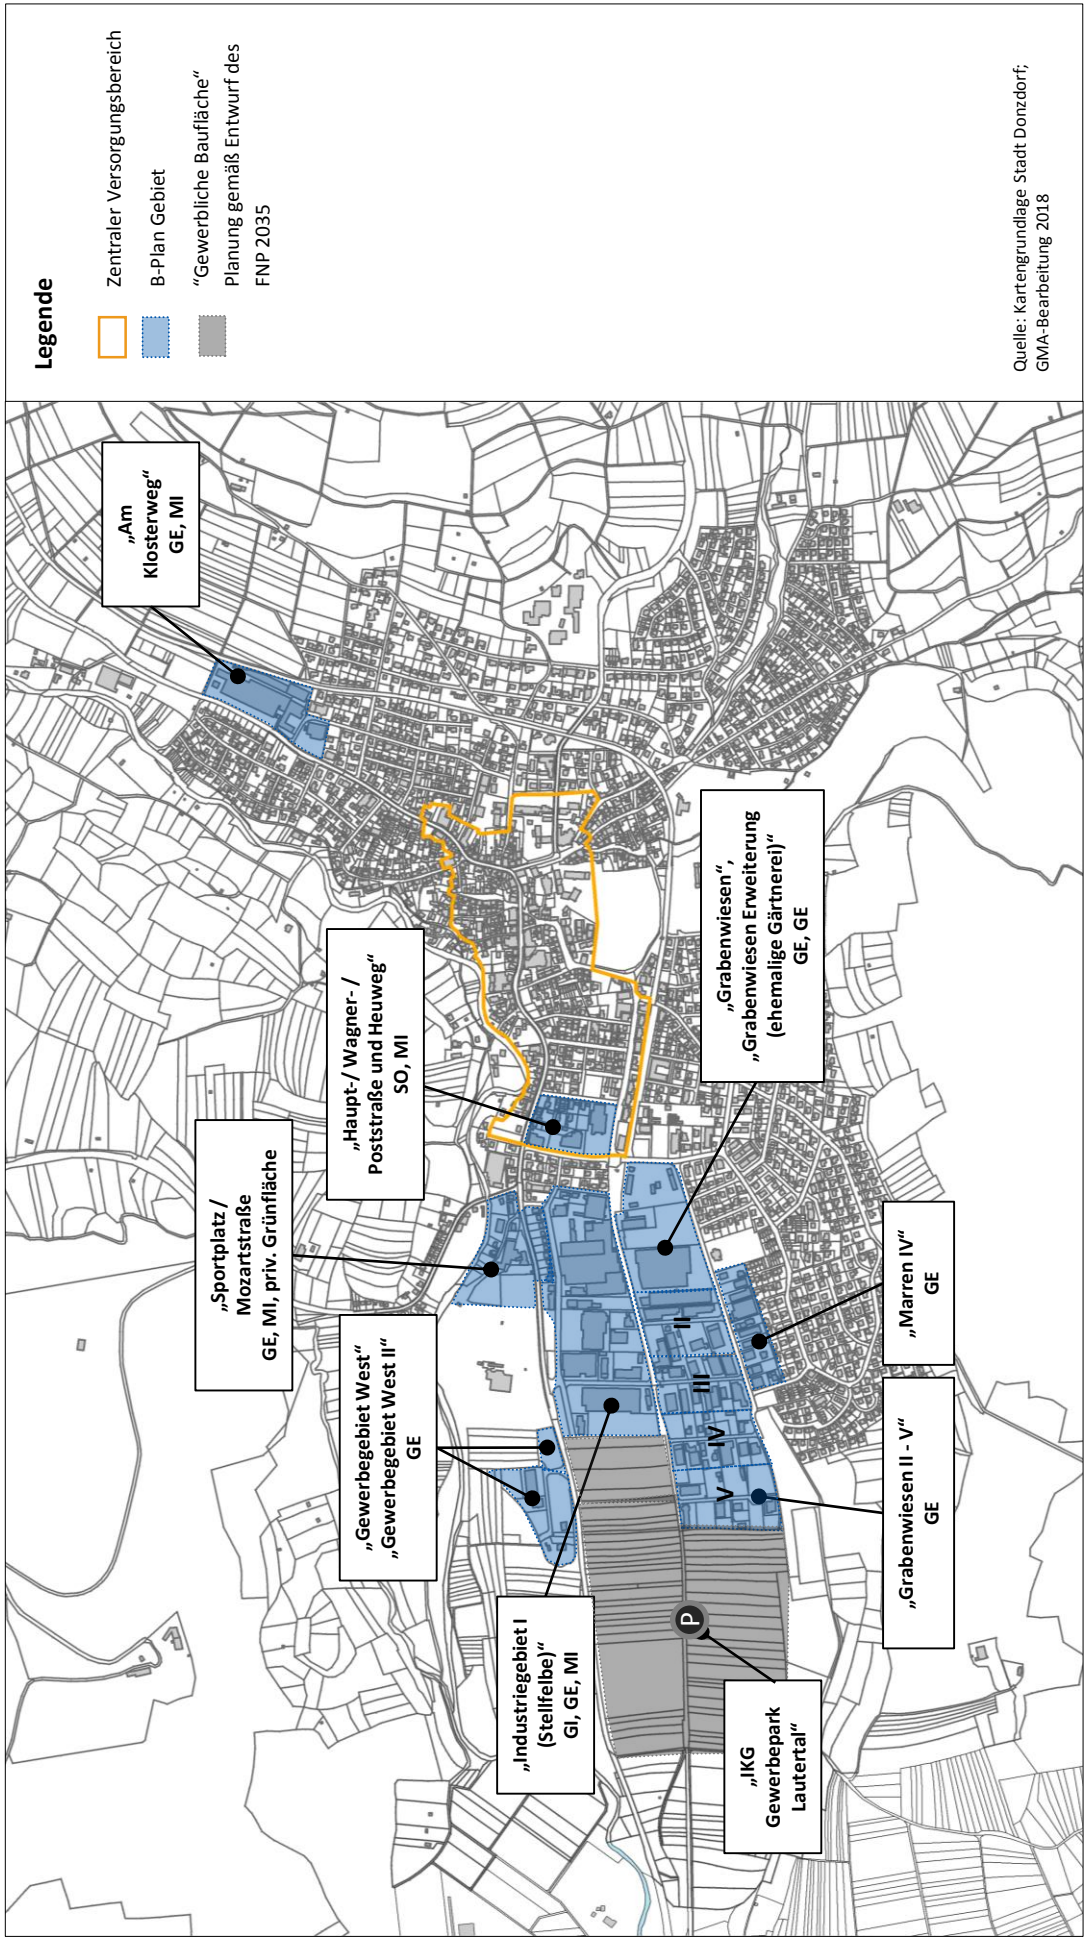 „Am
Klosterweg“
GE, MI
„Haupt-/ Wagner- /
Poststraße und Heuweg“
SO, MI
„Sportplatz/
Mozartstraße
GE, MI, priv. Grünfläche
„Gewerbegebiet West“
„Gewerbegebiet West II“
GE
„Industriegebiet I
(Stellfelbe)“
GI, GE, MI
„Grabenwiesen“,
„Grabenwiesen Erweiterung
(ehemalige Gärtnerei)“
GE, GE
II
III
IV
V
„Marren IV“
GE
„Grabenwiesen II - V“
GE
P
„IKG
Gewerbepark
Lautertal“
Legende
Zentraler Versorgungsbereich
B-Plan Gebiet
“Gewerbliche Baufläche“
Planung gemäß Entwurf des
FNP 2035
Quelle: Kartengrundlage Stadt Donzdorf;
GMA-Bearbeitung 2018